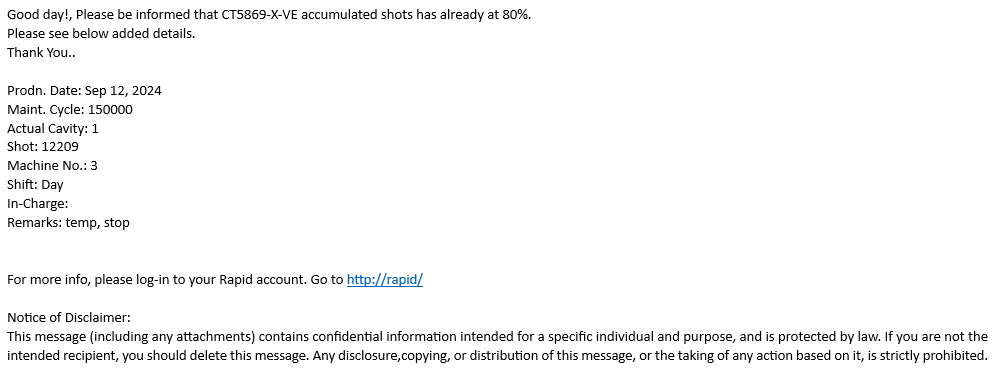 Good day!, Please be informed that CT5869-X-VE accumulated shots has already at 80%.
Please see below added details.
Thank You..
Prodn. Date: Sep 12, 2024
Maint. Cycle: 150000
Actual Cavity: 1
Shot: 12209
Machine No.: 3
Shift: Day
In-Charge:
Remarks: temp, stop
For more info, please log-in to your Rapid account. Go to http://rapid/
Notice of Disclaimer:
This message (including any attachments) contains confidential information intended for a specific individual and purpose, and is protected by law. If you are not the
intended recipient, you should delete this message. Any disclosure,copying, or distribution of this message, or the taking of any action based on it, is strictly prohibited.